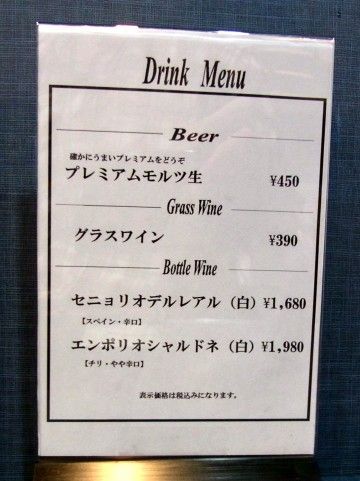 Drink Menu
Beer
確かにうまいプレミアムをどうぞ
プレミアムモルツ生 ¥450
Grass Wine
グラスワイン ¥390
Bottle Wine
セニョリオデルレアル（白）¥1,680
【スペイン・辛口】
エンポリオシャルドネ（白）¥1,980
【チリ・やや辛口】
表示価格は税込みになります。